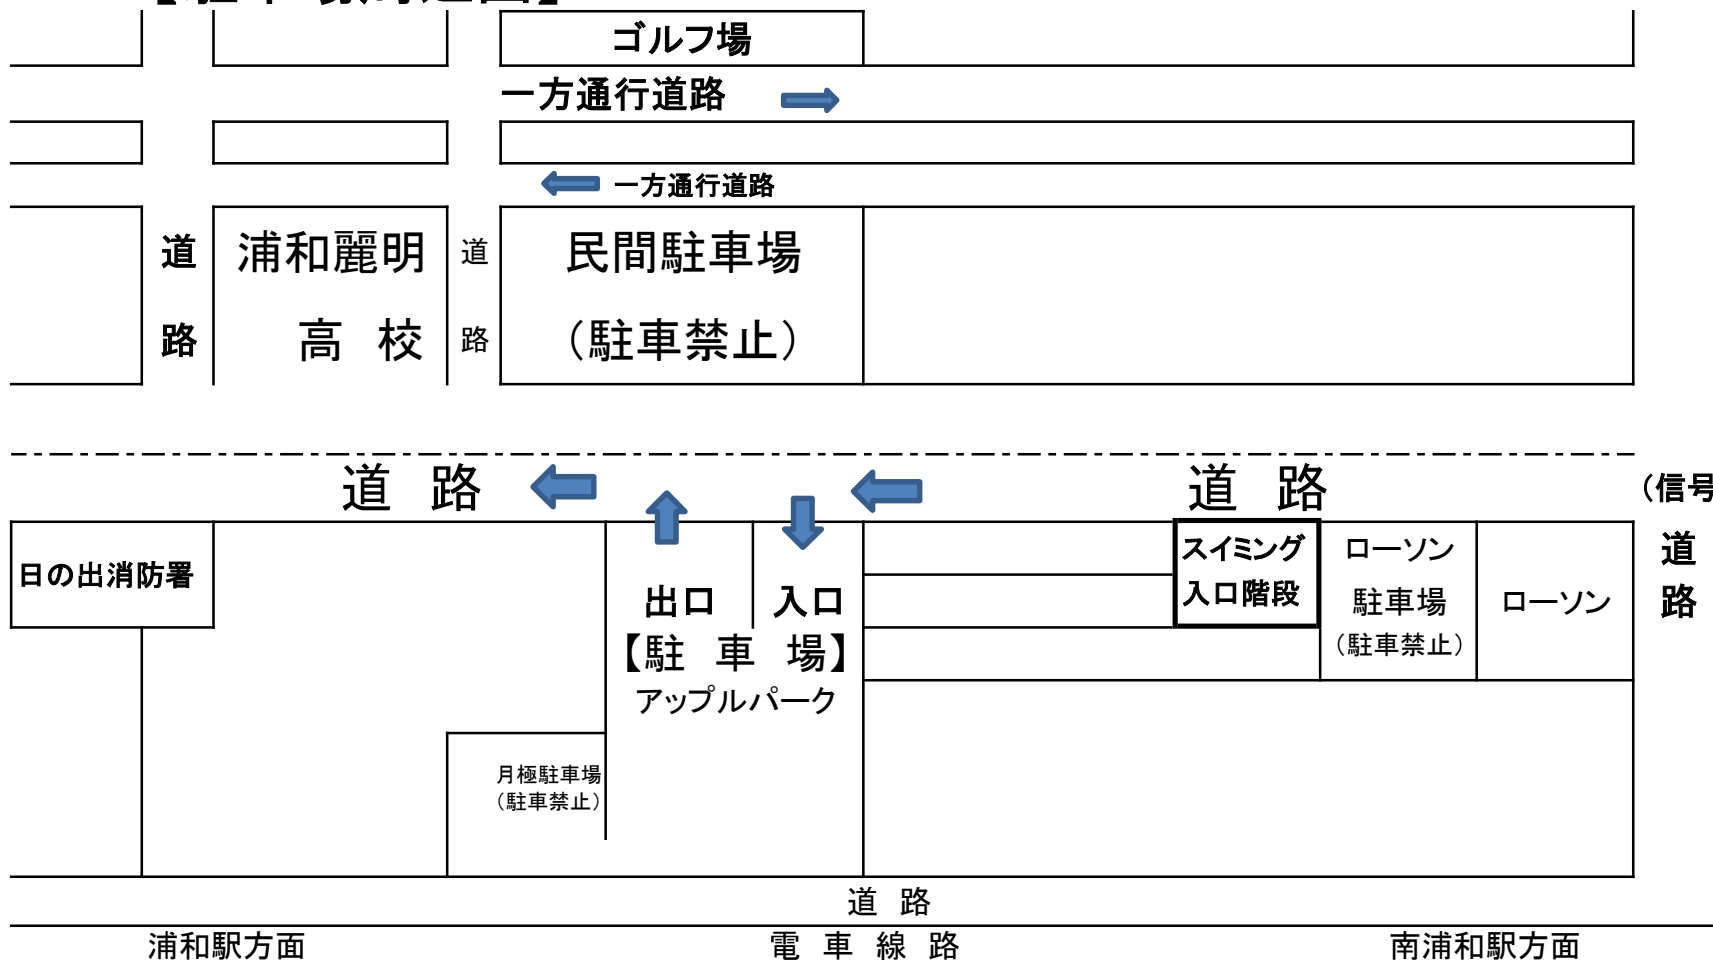 ゴルフ場
一方通行道路
一方通行道路
道路
浦和麗明
高 校
道路
民間駐車場
（駐車禁止）
道 路
道 路
（信号
日の出消防署
出口
入口
【駐 車 場】
アップルパーク
スイミング
入口階段
ローソン
駐車場
（駐車禁止）
ローソン
道路
月極駐車場
（駐車禁止）
道 路
浦和駅方面
電 車 線 路
南浦和駅方面